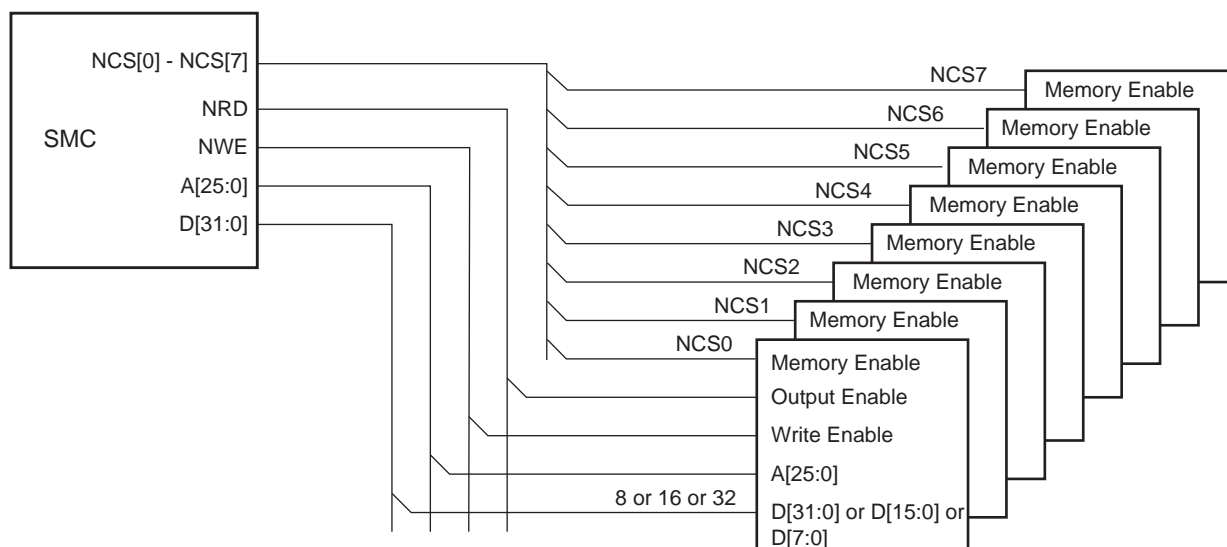 NCS[0] - NCS[7]
NRD
SMC
NWE
A[25:0]
D[31:0]
NCS7
Memory Enable
NCS6
Memory Enable
NCS5
Memory Enable
NCS4
Memory Enable
NCS3
Memory Enable
NCS2
Memory Enable
NCS1
Memory Enable
NCS0
Memory Enable
Output Enable
Write Enable
A[25:0]
8 or 16 or 32
D[31:0] or D[15:0] or
D[7:0]